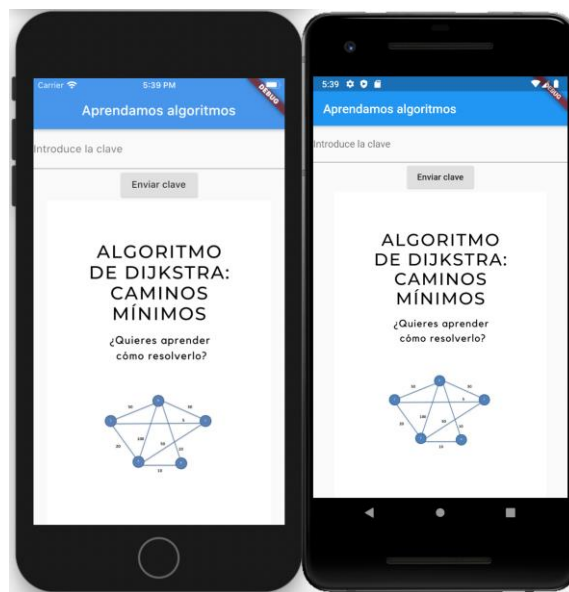 Carrier 5:39 PM
DEBUG
Aprendamos algoritmos
Introduce la clave
Enviar clave
ALGORITMO
DE DIJKSTRA:
CAMINOS
MÍNIMOS
¿Quieres aprender
cómo resolverlo?
5:39
DEBUG
Aprendamos algoritmos
Introduce la clave
Enviar clave
ALGORITMO
DE DIJKSTRA:
CAMINOS
MÍNIMOS
¿Quieres aprender
cómo resolverlo?